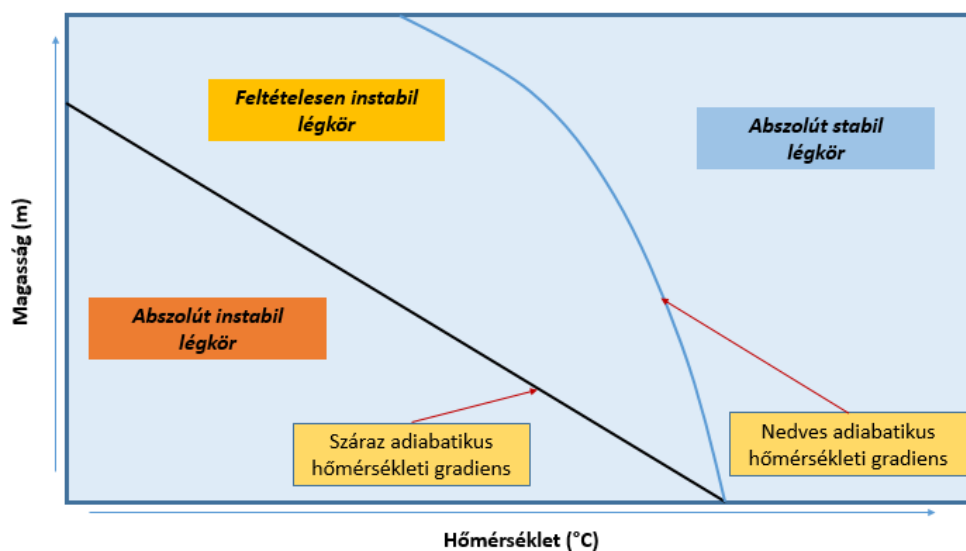 Feltételesen instabil
légkör
Abszolút stabil
légkör
Magasság (m)
Abszolút instabil
légkör
Száraz adiabatikus
hőmérsékleti gradiens
Nedves adiabatikus
hőmérsékleti gradiens
Hőmérséklet (°C)